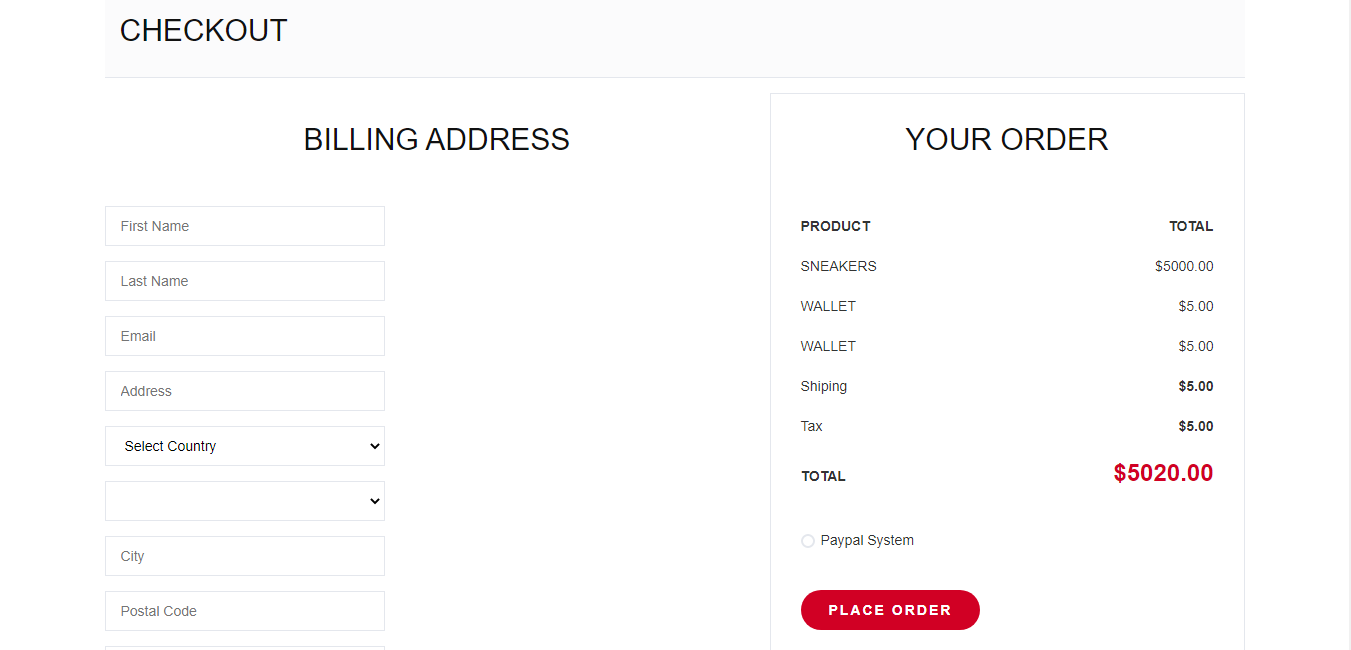 CHECKOUT
BILLING ADDRESS
First Name
Last Name
Email
Address
Select Country
City
Postal Code
YOUR ORDER
PRODUCT TOTAL
SNEAKERS $5000.00
WALLET $5.00
WALLET $5.00
Shiping $5.00
Tax $5.00
TOTAL $5020.00
Paypal System
PLACE ORDER